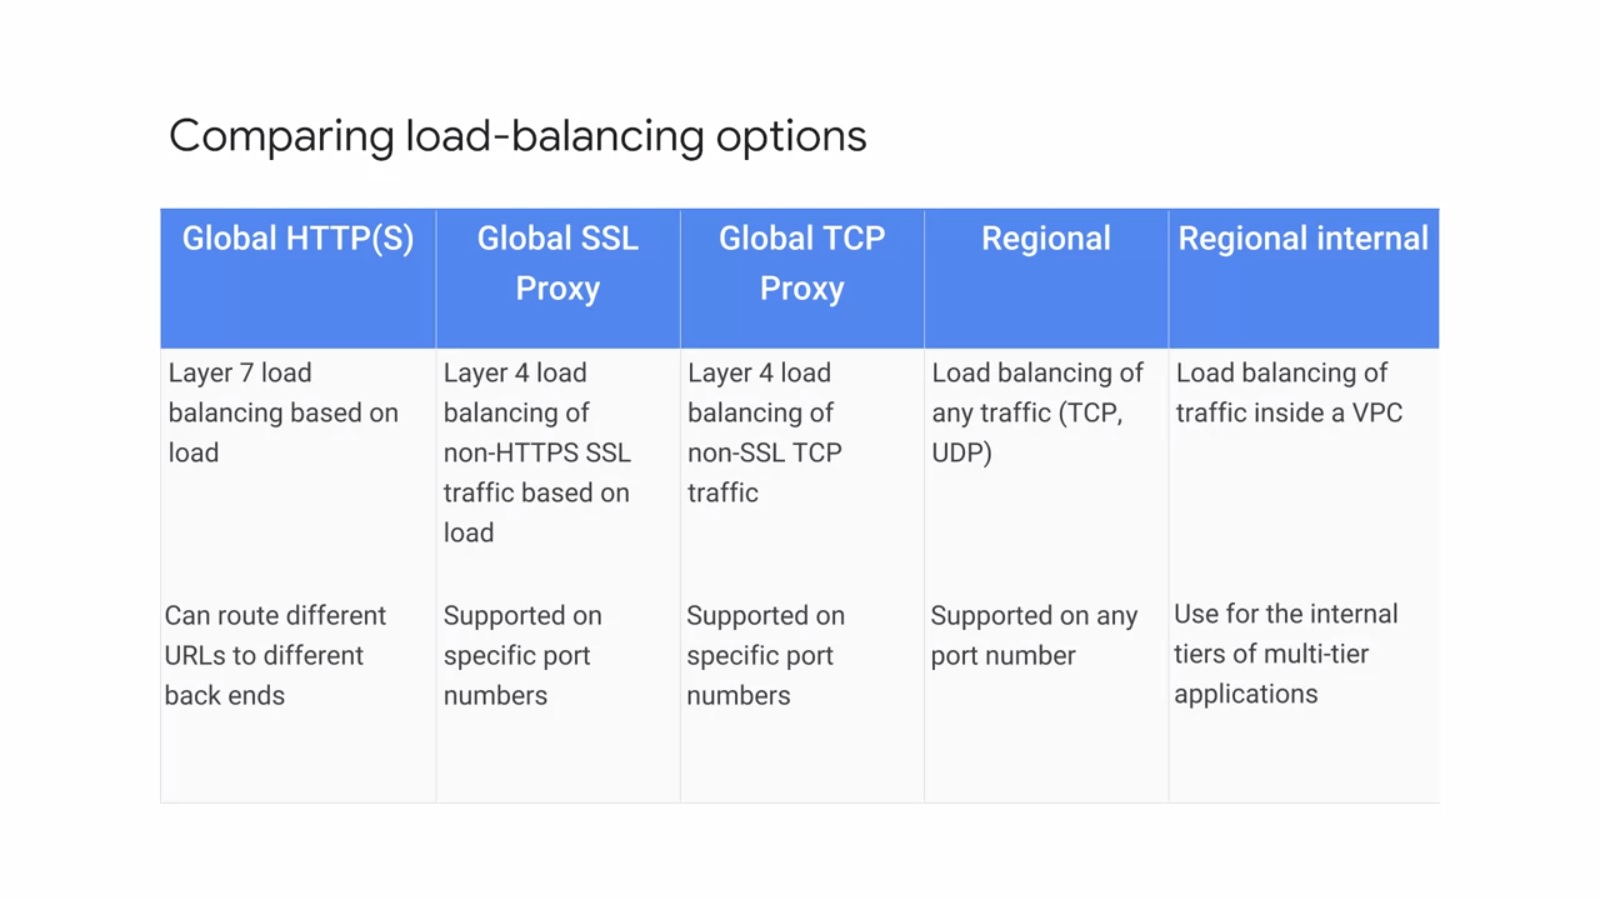 Comparing load-balancing options
Global HTTP(S)
Global SSL
Proxy
Global TCP
Proxy
Regional
Regional internal
Layer 7 load
balancing based on
load
Layer 4 load
balancing of
non-HTTPS SSL
traffic based on
load
Layer 4 load
balancing of
non-SSL TCP
traffic
Load balancing of
any traffic (TCP,
UDP)
Load balancing of
traffic inside a VPC
Can route different
URLs to different
back ends
Supported on
specific port
numbers
Supported on
specific port
numbers
Supported on any
port number
Use for the internal
tiers of multi-tier
applications